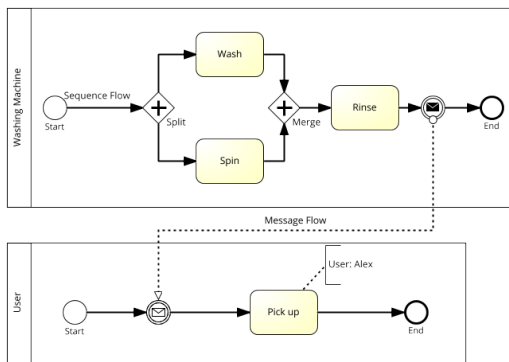 Washing Machine
Sequence Flow
Start
Split
Wash
Spin
Merge
Rinse
End
Message Flow
User
Start
Pick up
User: Alex
End